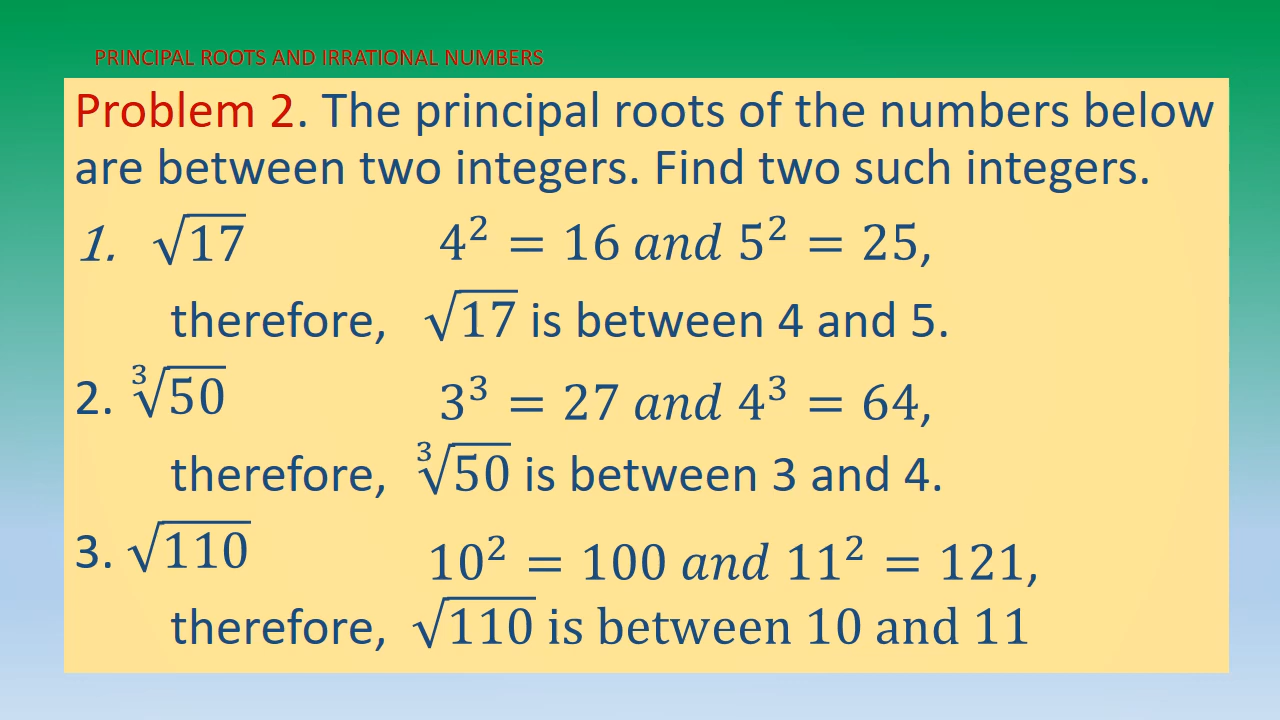 PRINCIPAL ROOTS AND IRRATIONAL NUMBERS
Problem 2. The principal roots of the numbers below
are between two integers. Find two such integers.
1. √17 4² = 16 and 5² = 25,
therefore, √17 is between 4 and 5.
2. ³√50 3³ = 27 and 4³ = 64,
therefore, ³√50 is between 3 and 4.
3. √110 10² = 100 and 11² = 121,
therefore, √110 is between 10 and 11